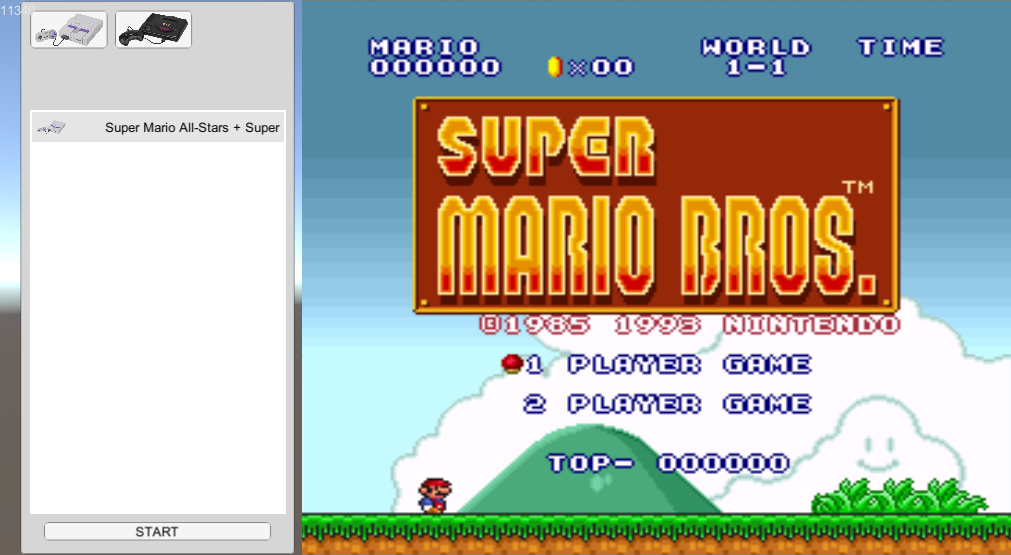 Super Mario All-Stars + Super
START
MARIO WORLD TIME
000000 ×00 1-1
SUPER
MARIO BROS.™
©1985 1993 NINTENDO
1 PLAYER GAME
2 PLAYER GAME
TOP- 000000